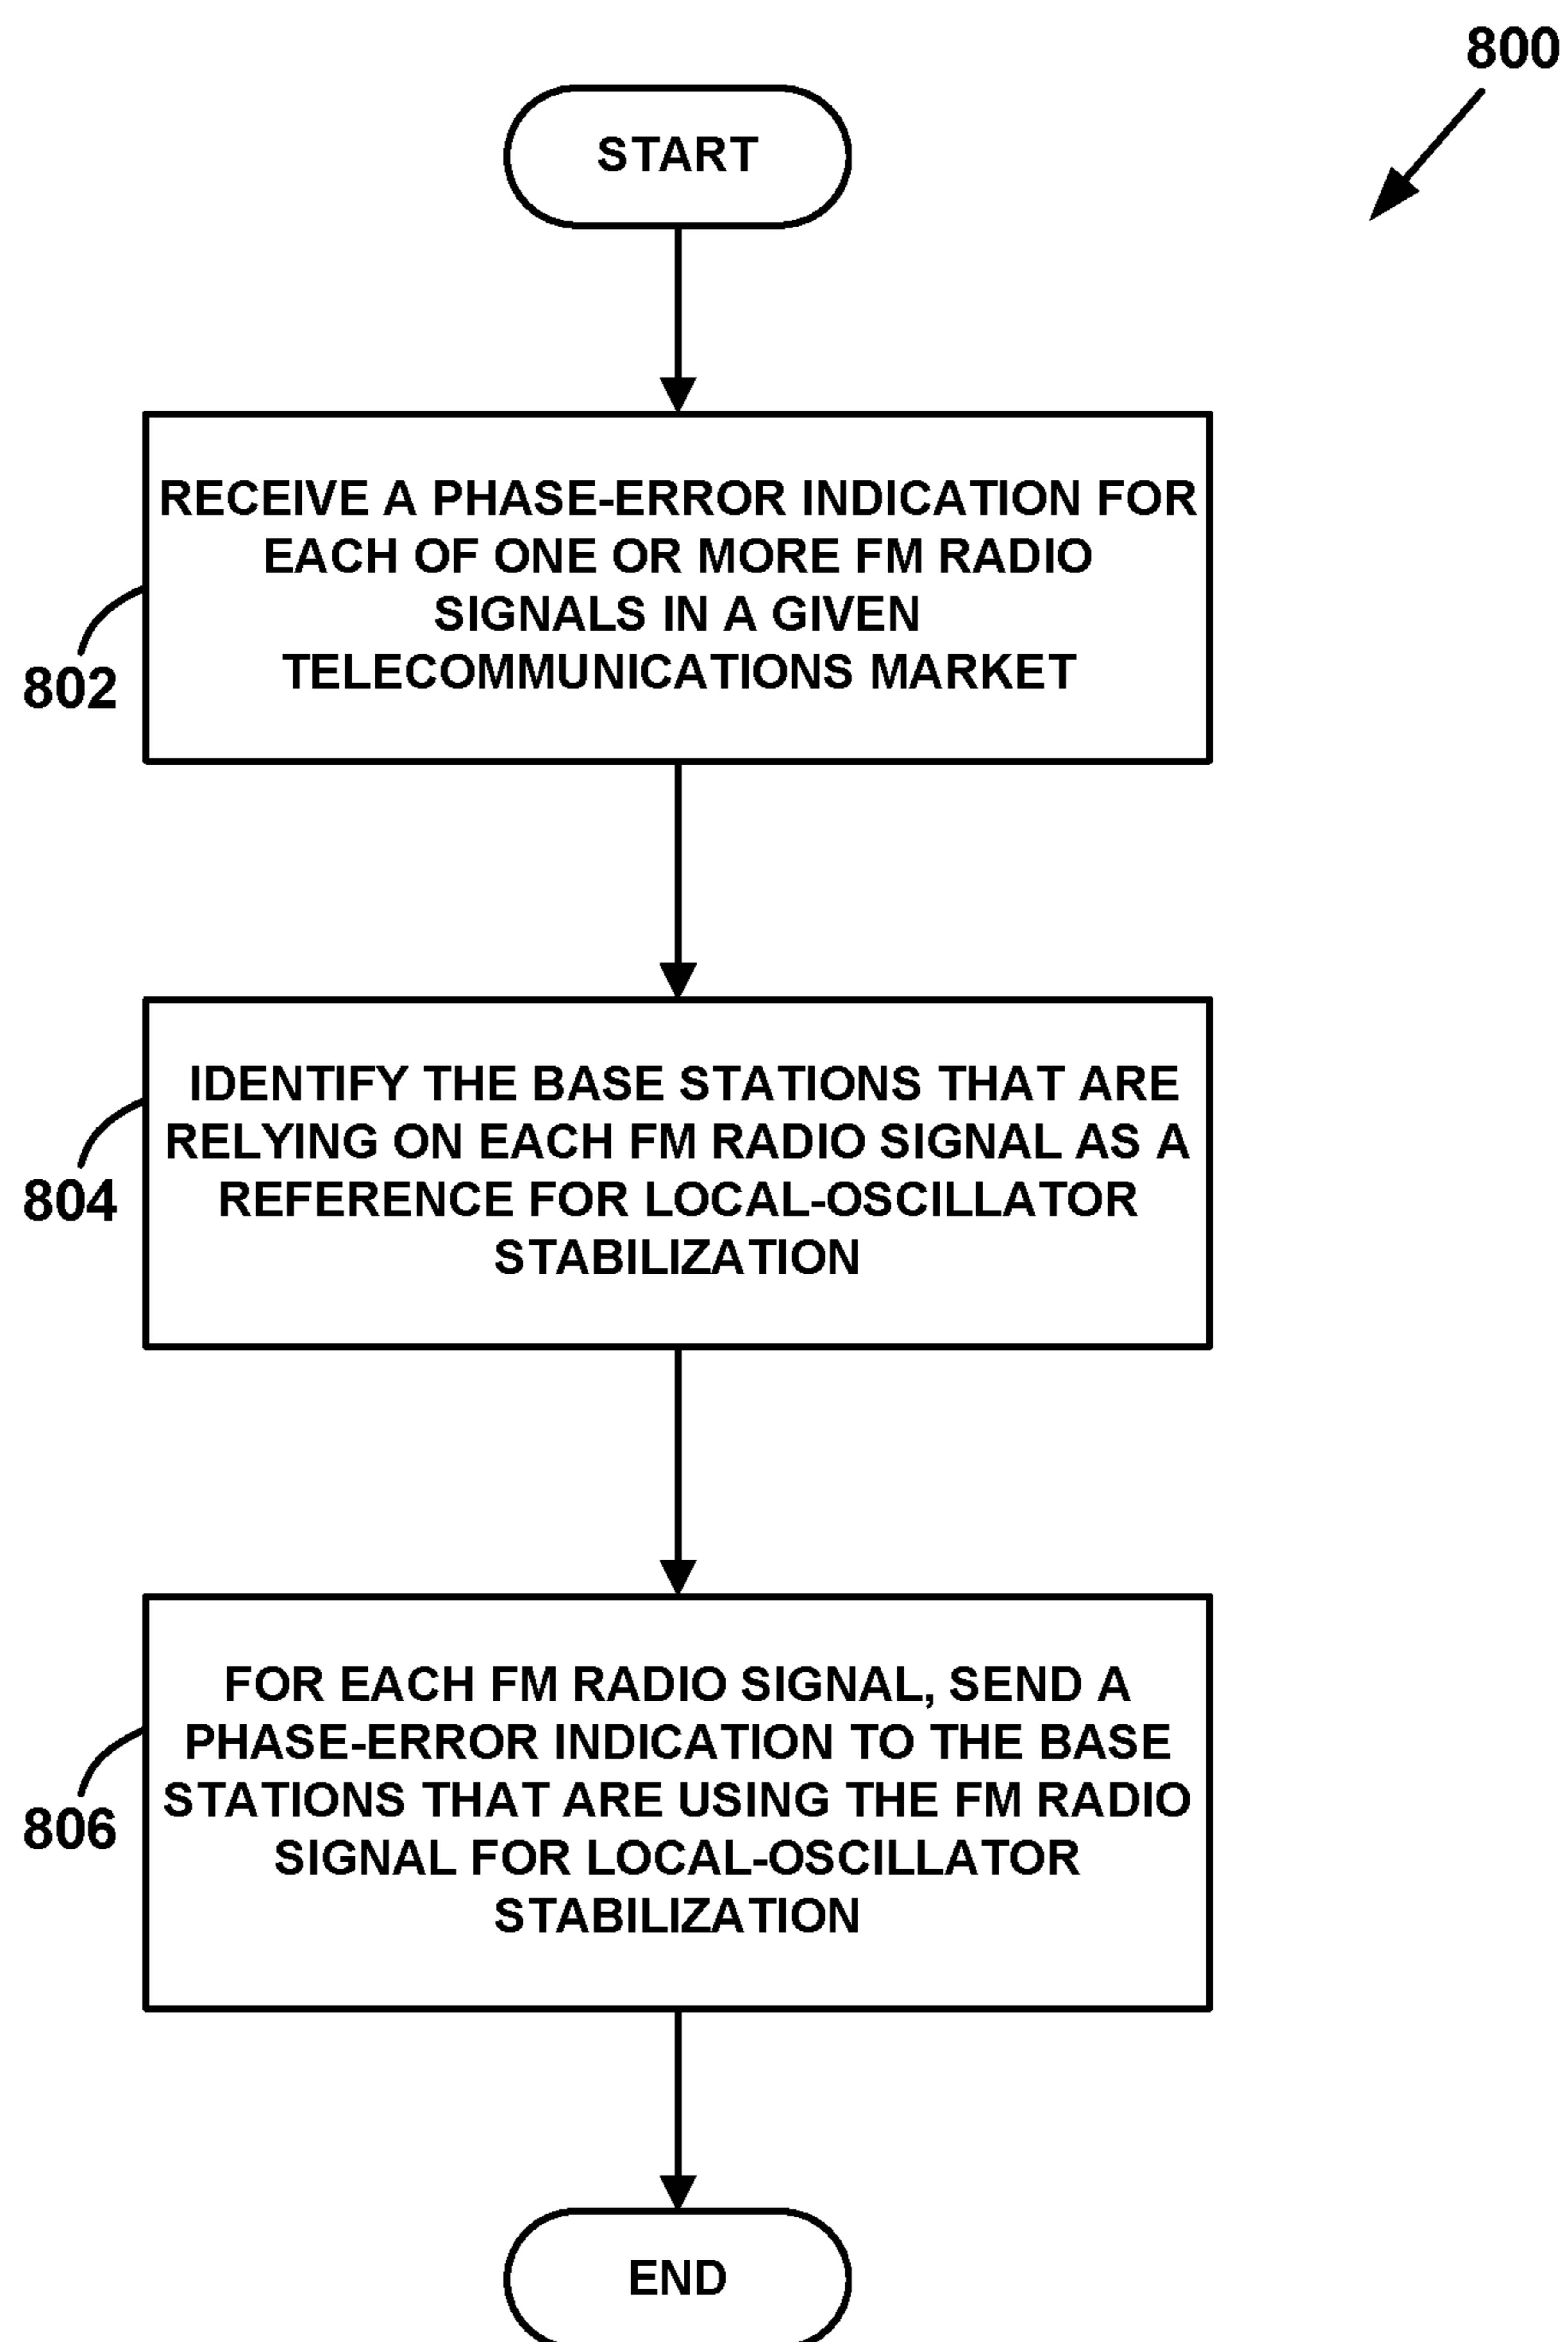 800
START
RECEIVE A PHASE-ERROR INDICATION FOR
EACH OF ONE OR MORE FM RADIO
SIGNALS IN A GIVEN
TELECOMMUNICATIONS MARKET
802
IDENTIFY THE BASE STATIONS THAT ARE
RELYING ON EACH FM RADIO SIGNAL AS A
REFERENCE FOR LOCAL-OSCILLATOR
STABILIZATION
804
FOR EACH FM RADIO SIGNAL, SEND A
PHASE-ERROR INDICATION TO THE BASE
STATIONS THAT ARE USING THE FM RADIO
SIGNAL FOR LOCAL-OSCILLATOR
STABILIZATION
806
END